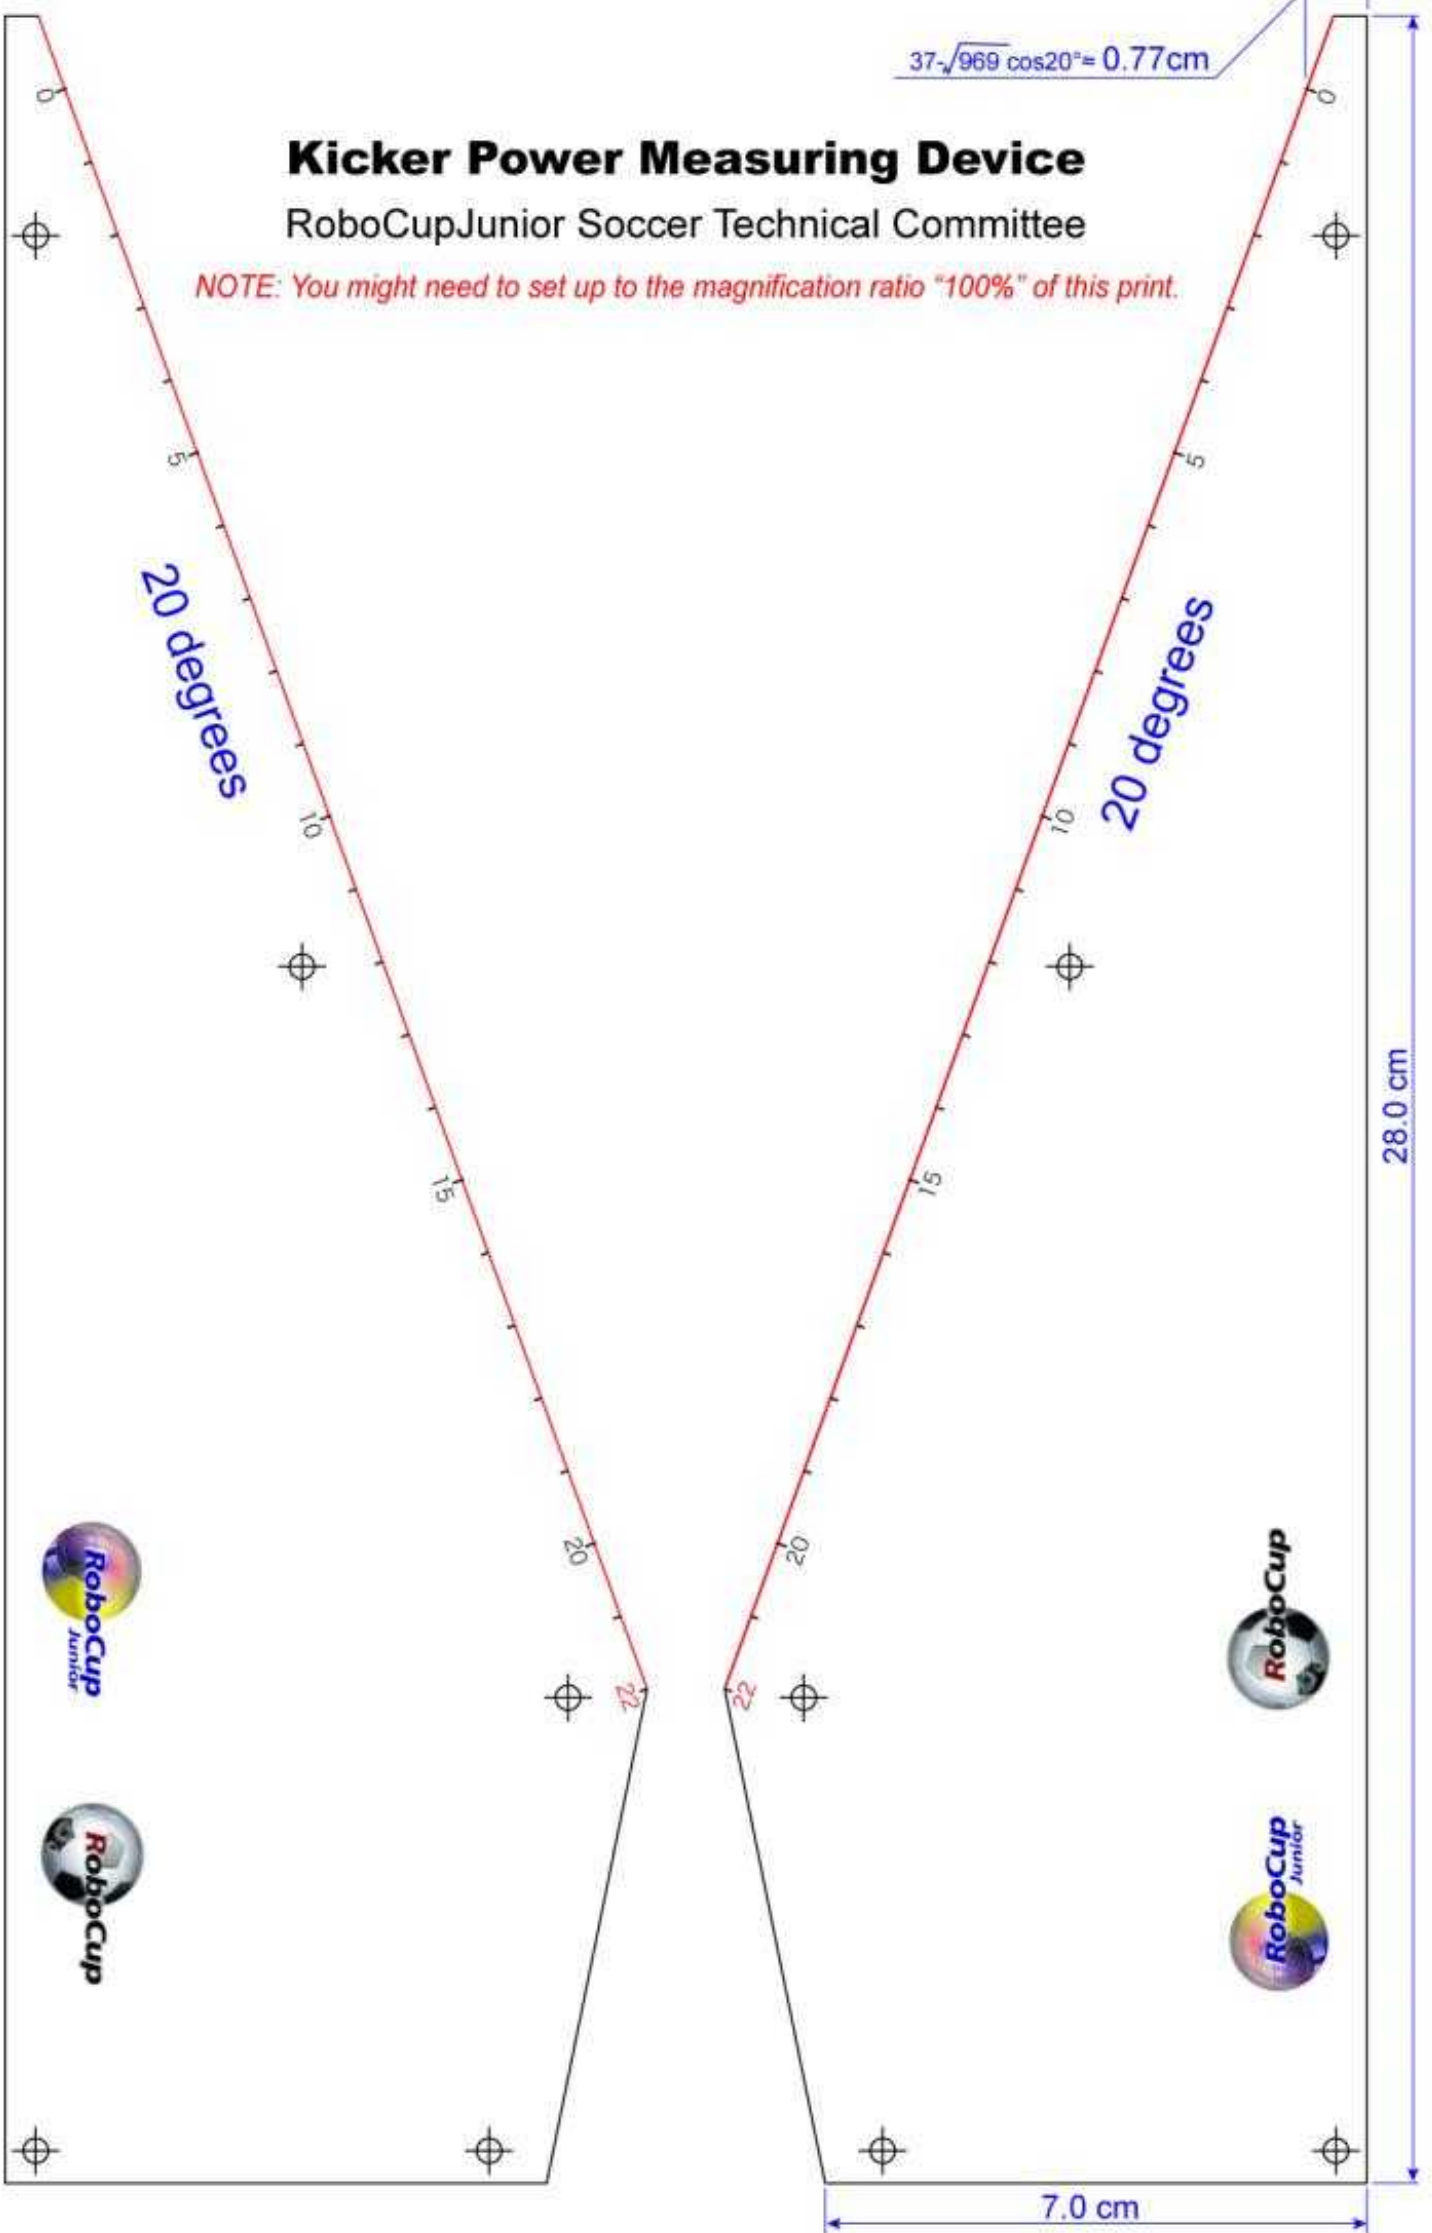 37-√969 cos20°= 0.77cm
0
0
Kicker Power Measuring Device
RoboCupJunior Soccer Technical Committee
NOTE: You might need to set up to the magnification ratio “100%” of this print.
5
5
20 degrees
20 degrees
10
10
28.0 cm
15
15
20
20
RoboCup
Junior
RoboCup
22
22
RoboCup
RoboCup
Junior
7.0 cm